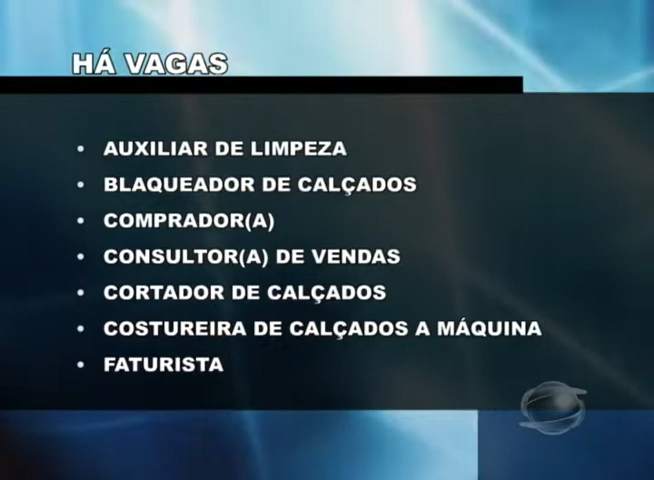 HÁ VAGAS
• AUXILIAR DE LIMPEZA
• BLAQUEADOR DE CALÇADOS
• COMPRADOR(A)
• CONSULTOR(A) DE VENDAS
• CORTADOR DE CALÇADOS
• COSTUREIRA DE CALÇADOS A MÁQUINA
• FATURISTA